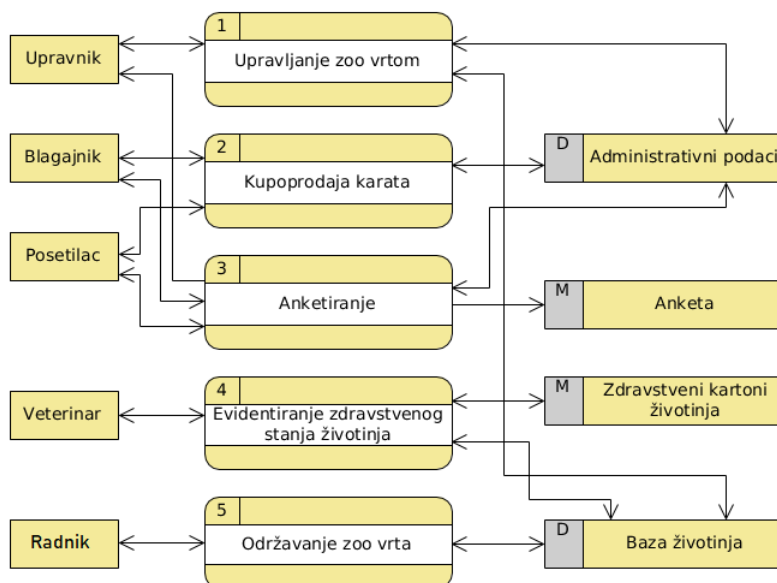 1
Upravnik
Upravljanje zoo vrtom
2
D
Blagajnik
Administrativni podaci
Kupoprodaja karata
Posetilac
3
M
Anketiranje
Anketa
4
M
Zdravstveni kartoni
životinja
Veterinar
Evidentiranje zdravstvenog
stanja životinja
5
D
Radnik
Održavanje zoo vrta
Baza životinja